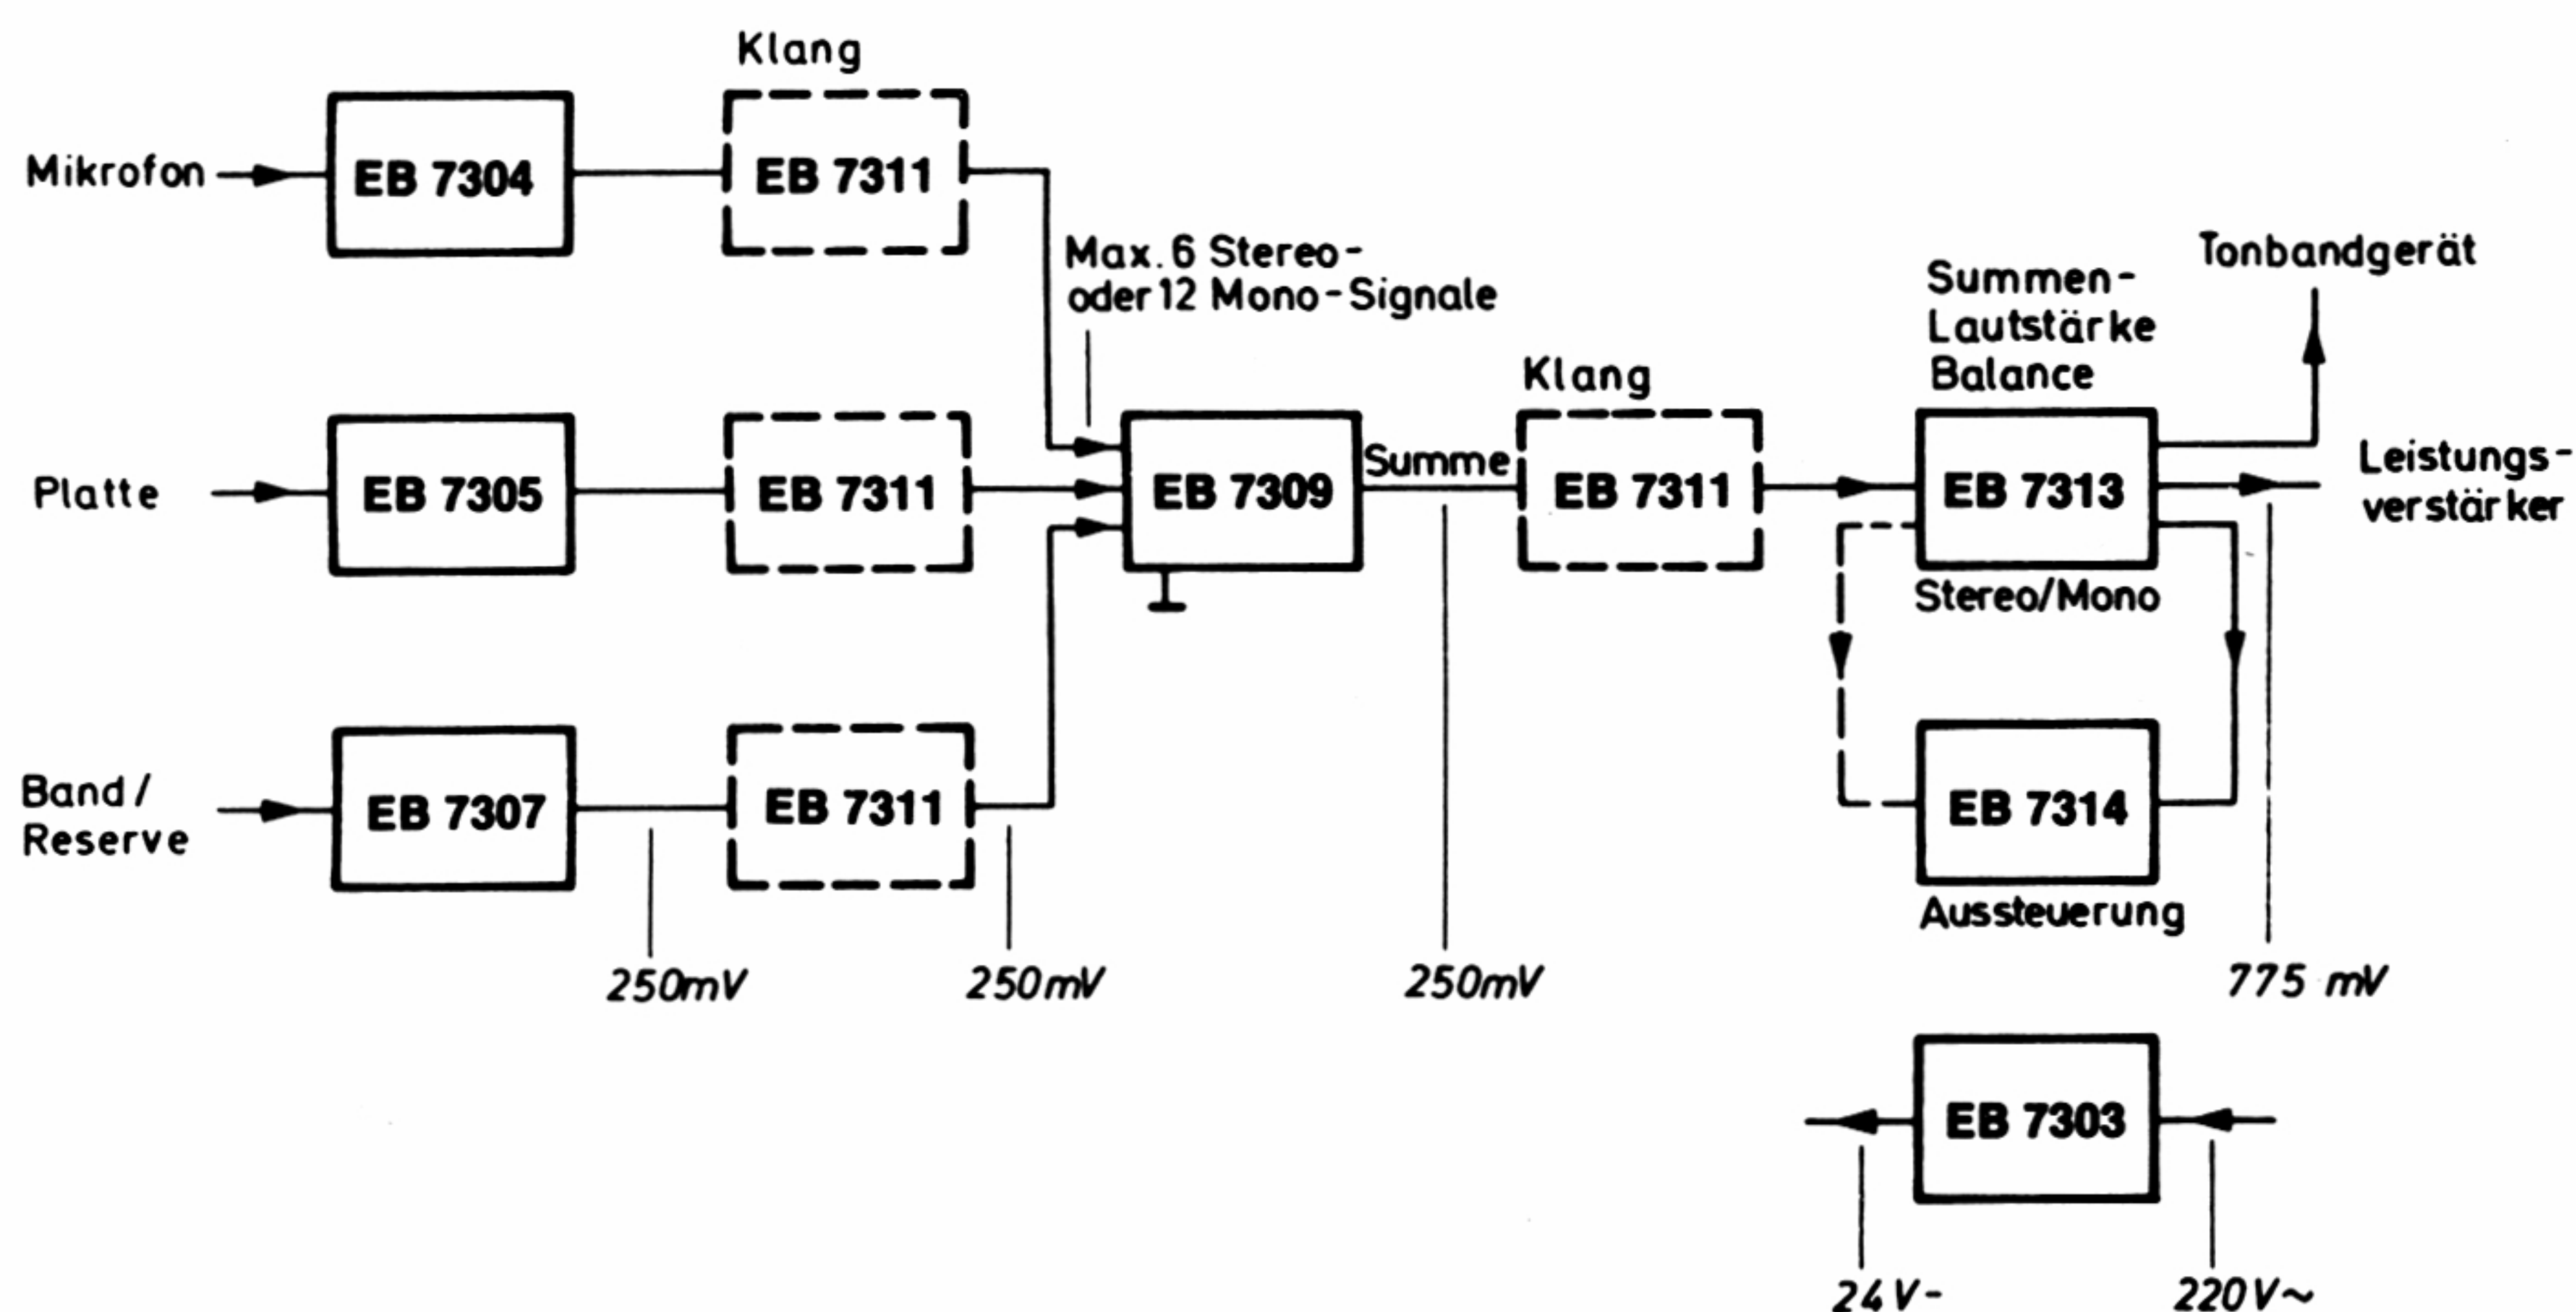 Klang
Mikrofon
EB 7304
EB 7311
Max. 6 Stereo-
oder 12 Mono-Signale
Platte
EB 7305
EB 7311
EB 7309
Summe
Klang
EB 7311
Summen-
Lautstärke
Balance
EB 7313
Stereo/Mono
Tonbandgerät
Leistungs-
verstärker
Band/
Reserve
EB 7307
EB 7311
EB 7314
Aussteuerung
250mV
250mV
250mV
775 mV
EB 7303
24V-
220V~